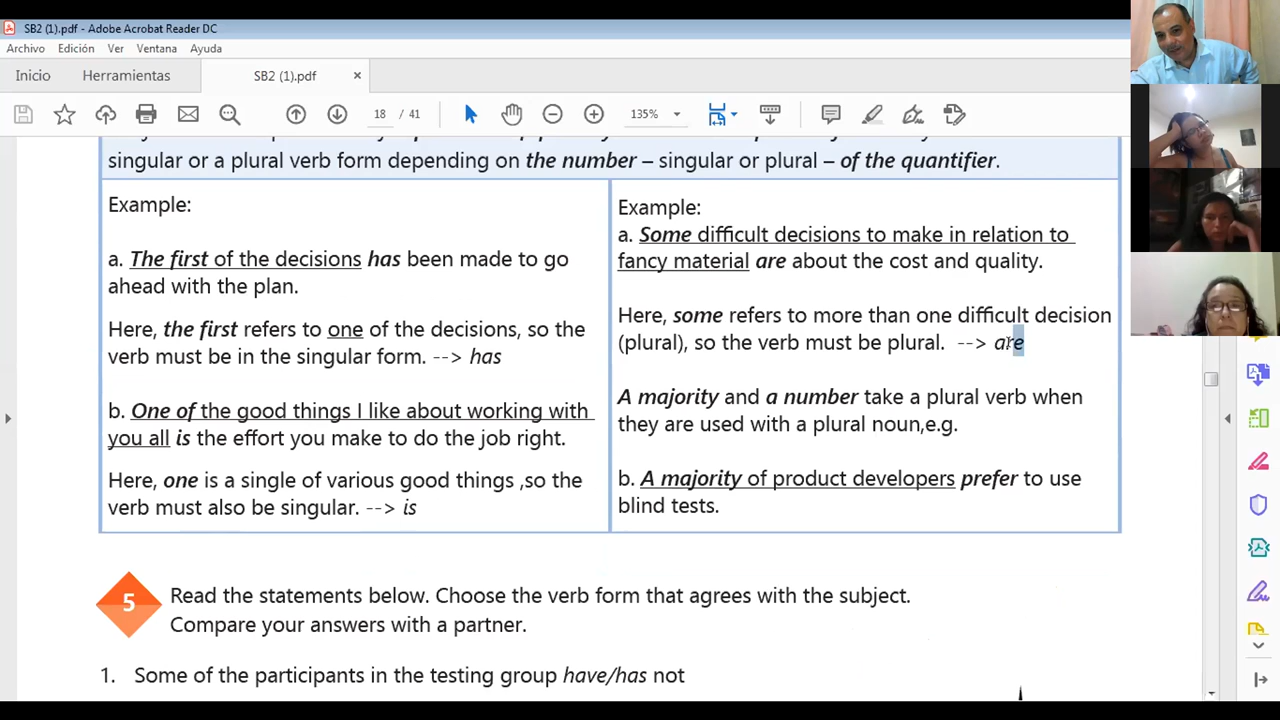 SB2 (1).pdf - Adobe Acrobat Reader DC
Archivo Edición Ver Ventana Ayuda
Inicio Herramientas SB2 (1).pdf ×
18 / 41 135%
singular or a plural verb form depending on the number – singular or plural – of the quantifier.
Example:
a. The first of the decisions has been made to go
ahead with the plan.
Here, the first refers to one of the decisions, so the
verb must be in the singular form. --> has
b. One of the good things I like about working with
you all is the effort you make to do the job right.
Here, one is a single of various good things ,so the
verb must also be singular. --> is
Example:
a. Some difficult decisions to make in relation to
fancy material are about the cost and quality.
Here, some refers to more than one difficult decision
(plural), so the verb must be plural. --> are
A majority and a number take a plural verb when
they are used with a plural noun,e.g.
b. A majority of product developers prefer to use
blind tests.
5
Read the statements below. Choose the verb form that agrees with the subject.
Compare your answers with a partner.
1. Some of the participants in the testing group have/has not